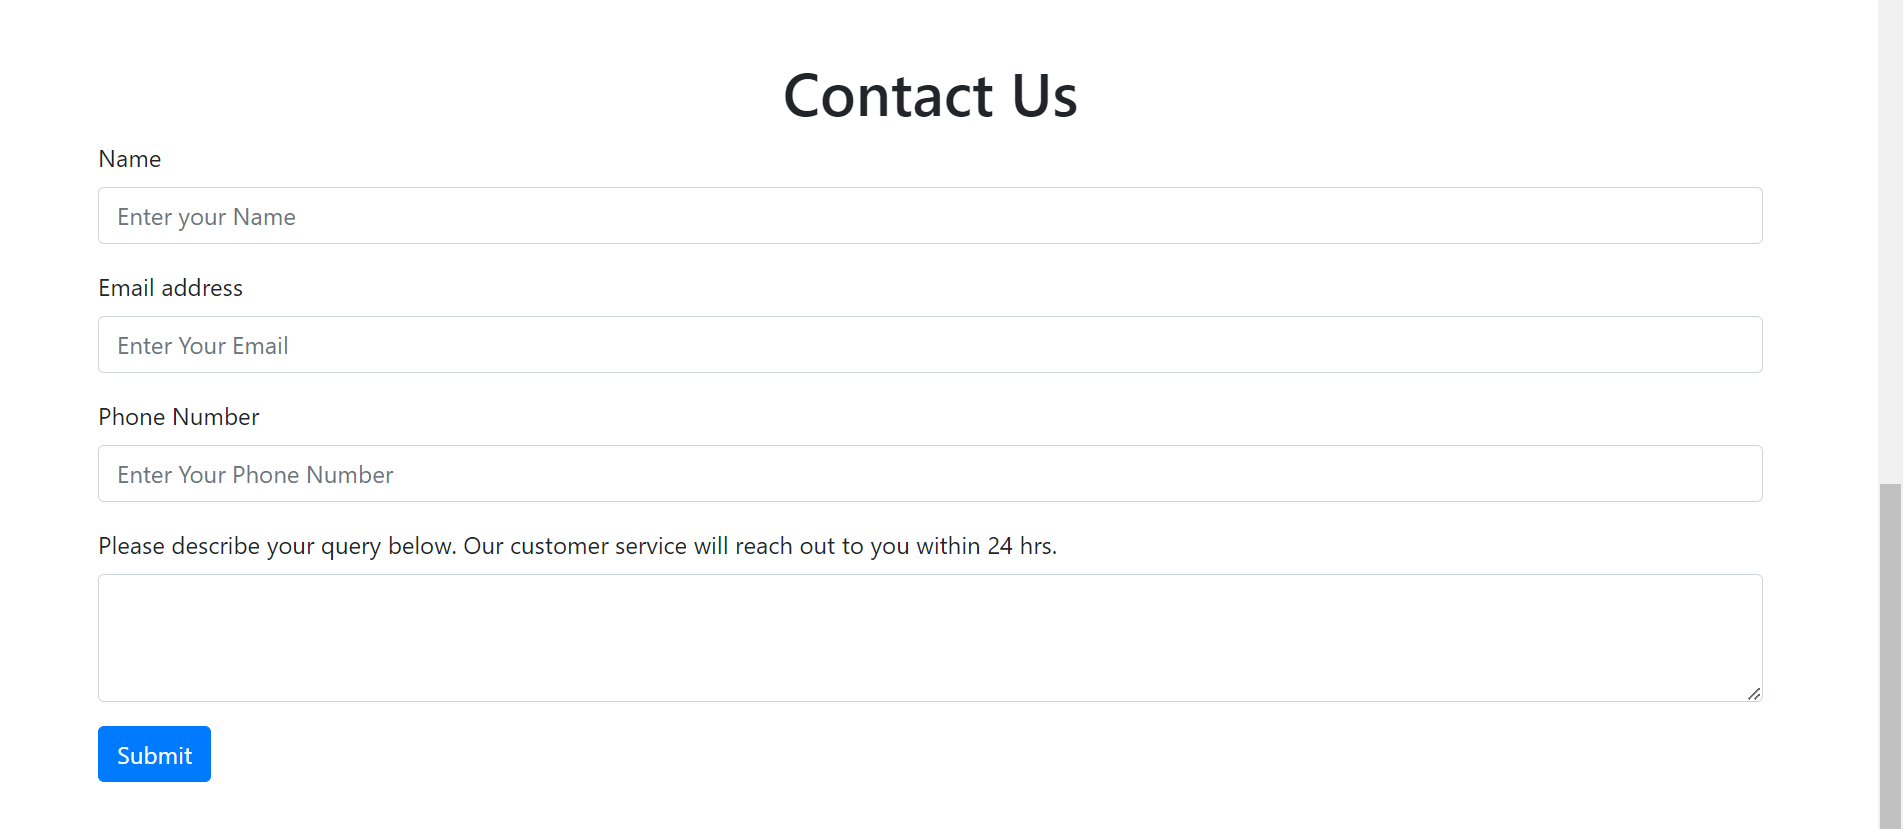 Contact Us
Name
Enter your Name
Email address
Enter Your Email
Phone Number
Enter Your Phone Number
Please describe your query below. Our customer service will reach out to you within 24 hrs.
Submit